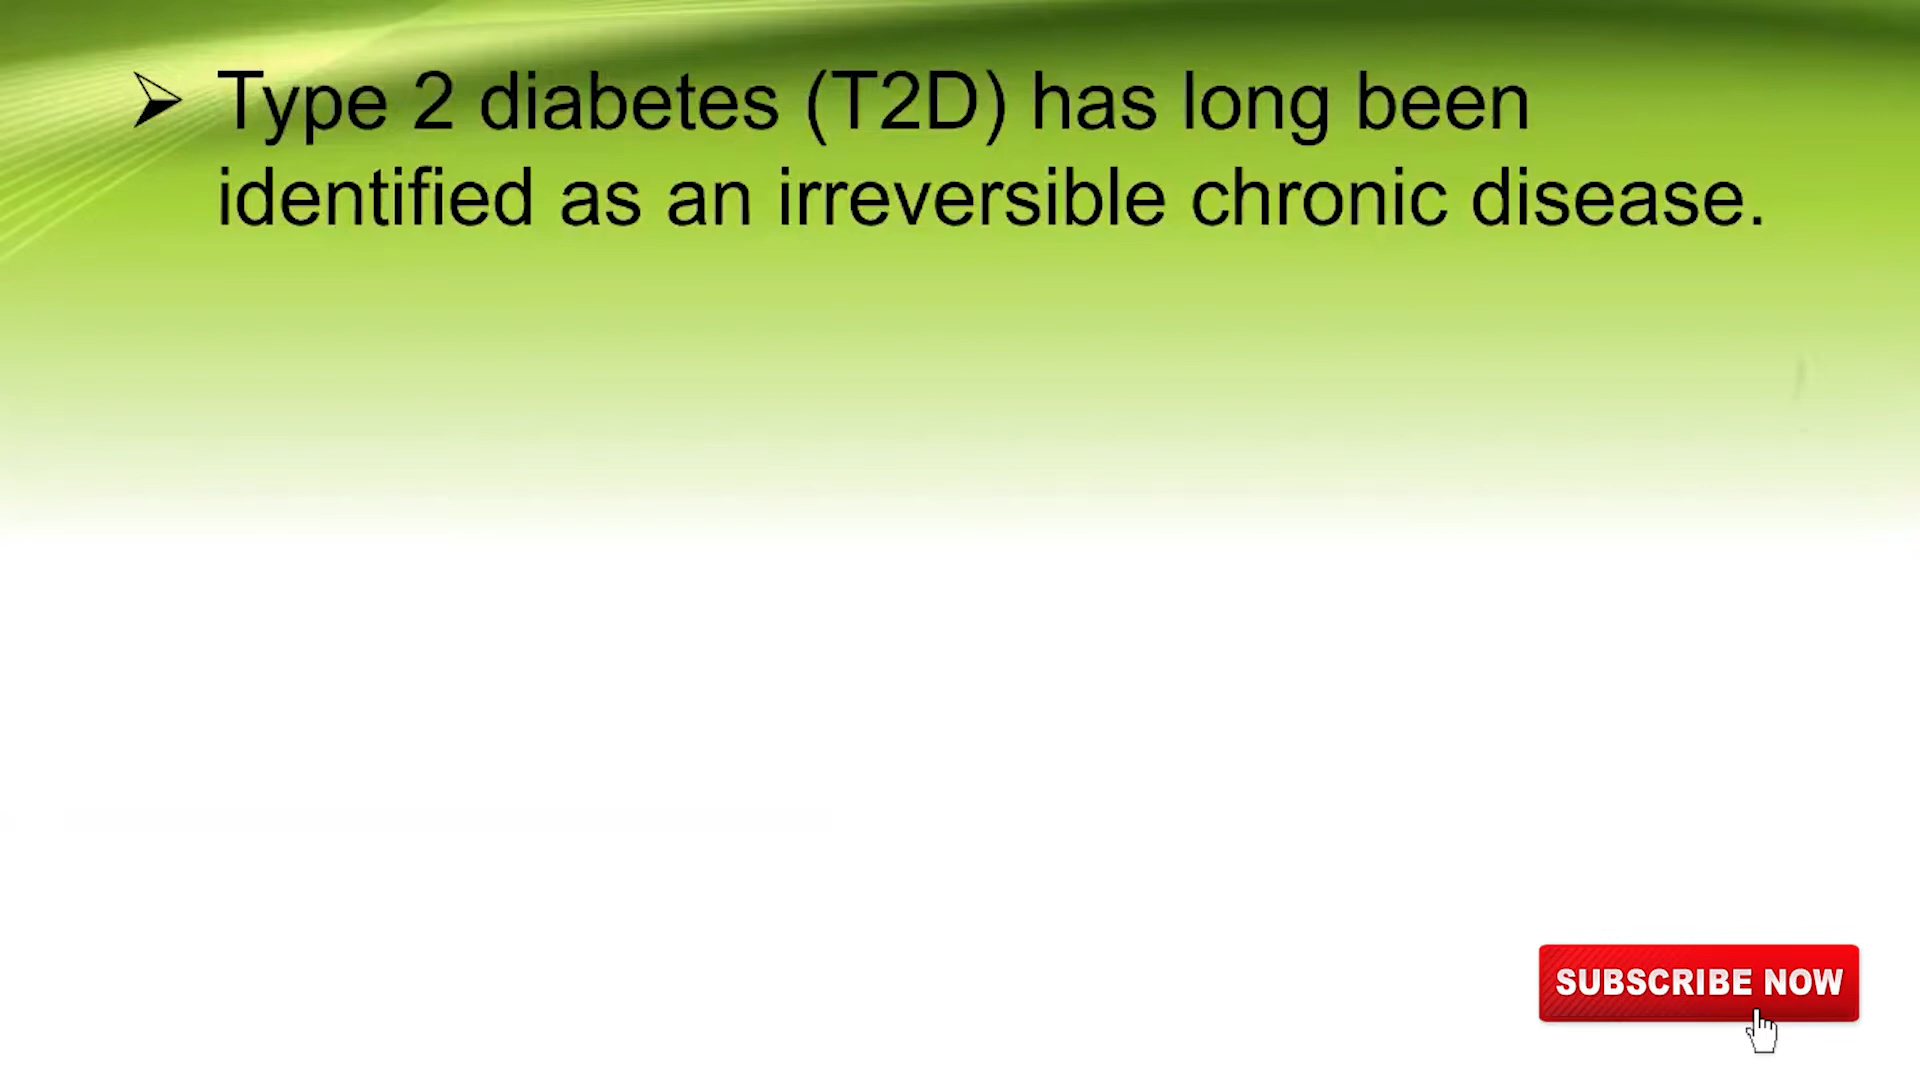 Type 2 diabetes (T2D) has long been
identified as an irreversible chronic disease.
SUBSCRIBE NOW